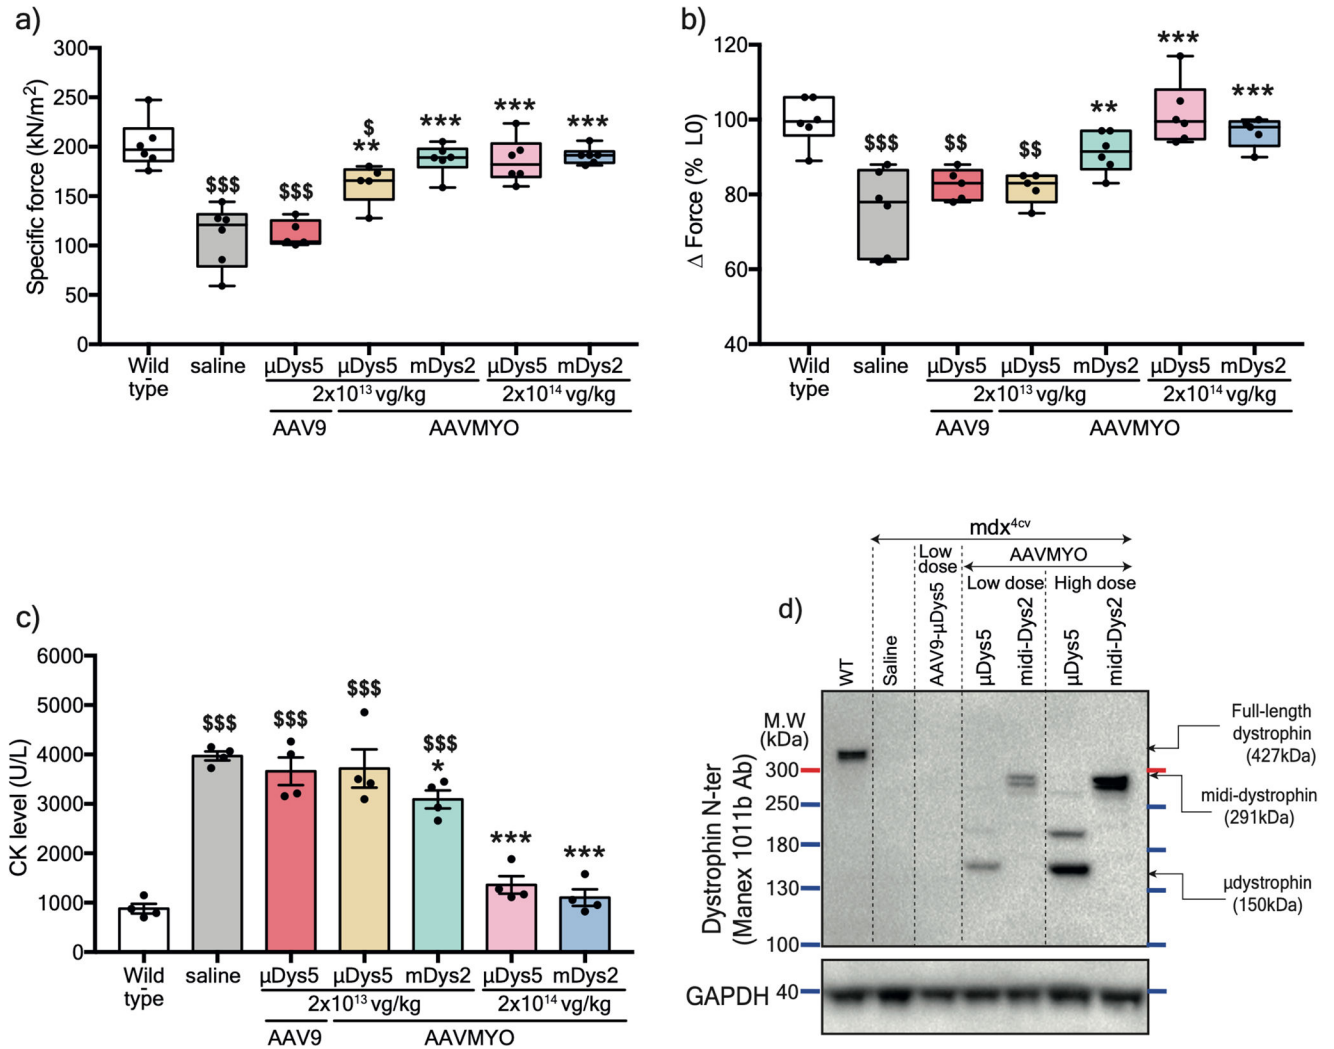 a)
Specific force (kN/m²)
300
250
200
150
100
50
0
$$$
$$$
$
**
***
***
***
Wild type
saline
µDys5
µDys5
mDys2
µDys5
mDys2
2x10¹³ vg/kg
2x10¹⁴ vg/kg
AAV9
AAVMYO
b)
Δ Force (% L0)
120
100
80
60
40
$$$
$$
$$
**
***
***
Wild type
saline
µDys5
µDys5
mDys2
µDys5
mDys2
2x10¹³ vg/kg
2x10¹⁴ vg/kg
AAV9
AAVMYO
c)
CK level (U/L)
6000
5000
4000
3000
2000
1000
0
$$$
$$$
$$$
$$$
*
***
***
Wild type
saline
µDys5
µDys5
mDys2
µDys5
mDys2
2x10¹³ vg/kg
2x10¹⁴ vg/kg
AAV9
AAVMYO
d)
mdx⁴ᶜᵛ
Low dose
AAVMYO
Low dose
High dose
WT
Saline
AAV9-µDys5
µDys5
midi-Dys2
µDys5
midi-Dys2
M.W
(kDa)
300
250
180
130
100
Dystrophin N-ter
(Manex 1011b Ab)
Full-length
dystrophin
(427kDa)
midi-dystrophin
(291kDa)
µdystrophin
(150kDa)
GAPDH
40